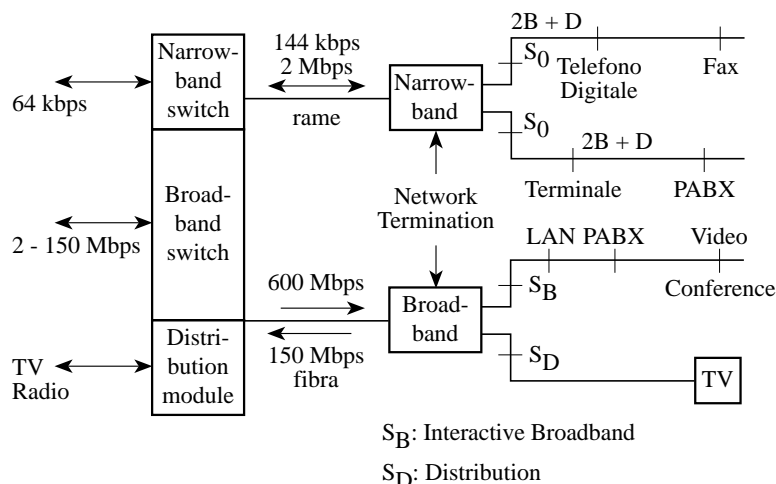 2B + D
Narrow-
band
switch
144 kbps
2 Mbps
S0
Telefono
Digitale
Fax
64 kbps
rame
Narrow-
band
S0
2B + D
Terminale
PABX
Broad-
band
switch
Network
Termination
2 - 150 Mbps
LAN PABX
Video
Conference
600 Mbps
Broad-
band
SB
Distri-
bution
module
150 Mbps
fibra
SD
TV
Radio
TV
SB: Interactive Broadband
SD: Distribution